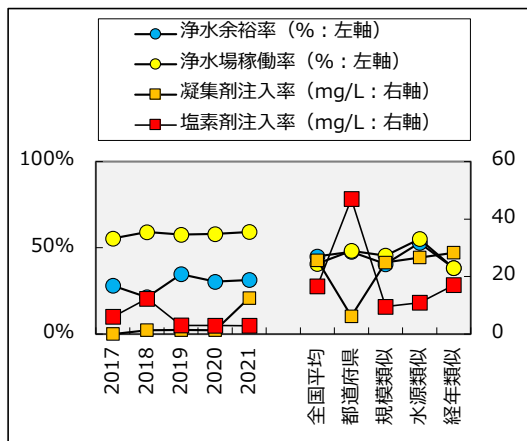 浄水余裕率（%：左軸）
浄水場稼働率（%：左軸）
凝集剤注入率（mg/L：右軸）
塩素剤注入率（mg/L：右軸）
100%
50%
0%
60
40
20
0
2017
2018
2019
2020
2021
全国平均
都道府県
規模類似
水源類似
経年類似